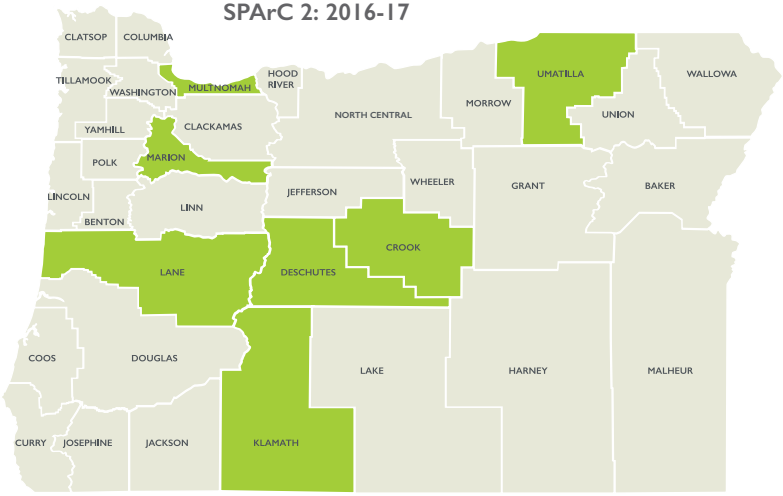 SPArC 2: 2016-17
CLATSOP
COLUMBIA
TILLAMOOK
WASHINGTON
MULTNOMAH
HOOD
RIVER
UMATILLA
WALLOWA
MORROW
UNION
NORTH CENTRAL
YAMHILL
CLACKAMAS
POLK
MARION
JEFFERSON
WHEELER
GRANT
BAKER
LINCOLN
LINN
BENTON
LANE
DESCHUTES
CROOK
COOS
DOUGLAS
LAKE
HARNEY
MALHEUR
CURRY
JOSEPHINE
JACKSON
KLAMATH